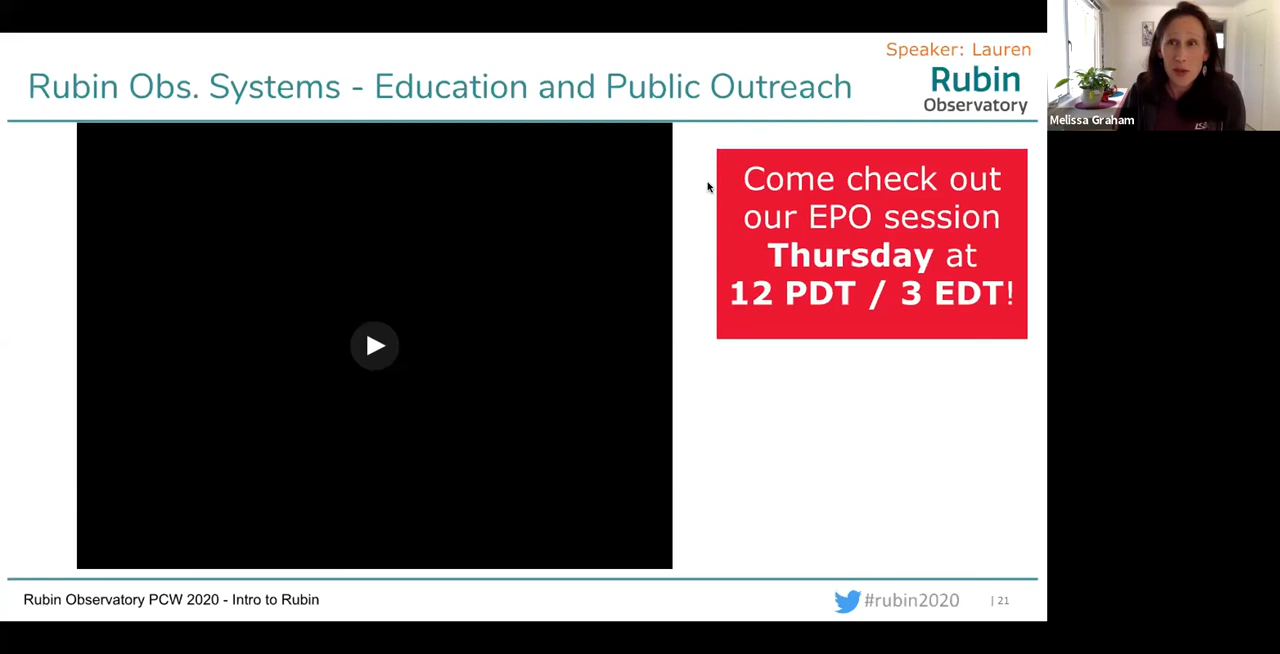 Speaker: Lauren
Rubin Obs. Systems - Education and Public Outreach
Rubin
Observatory
Melissa Graham
Come check out
our EPO session
Thursday at
12 PDT / 3 EDT!
Rubin Observatory PCW 2020 - Intro to Rubin
#rubin2020
| 21